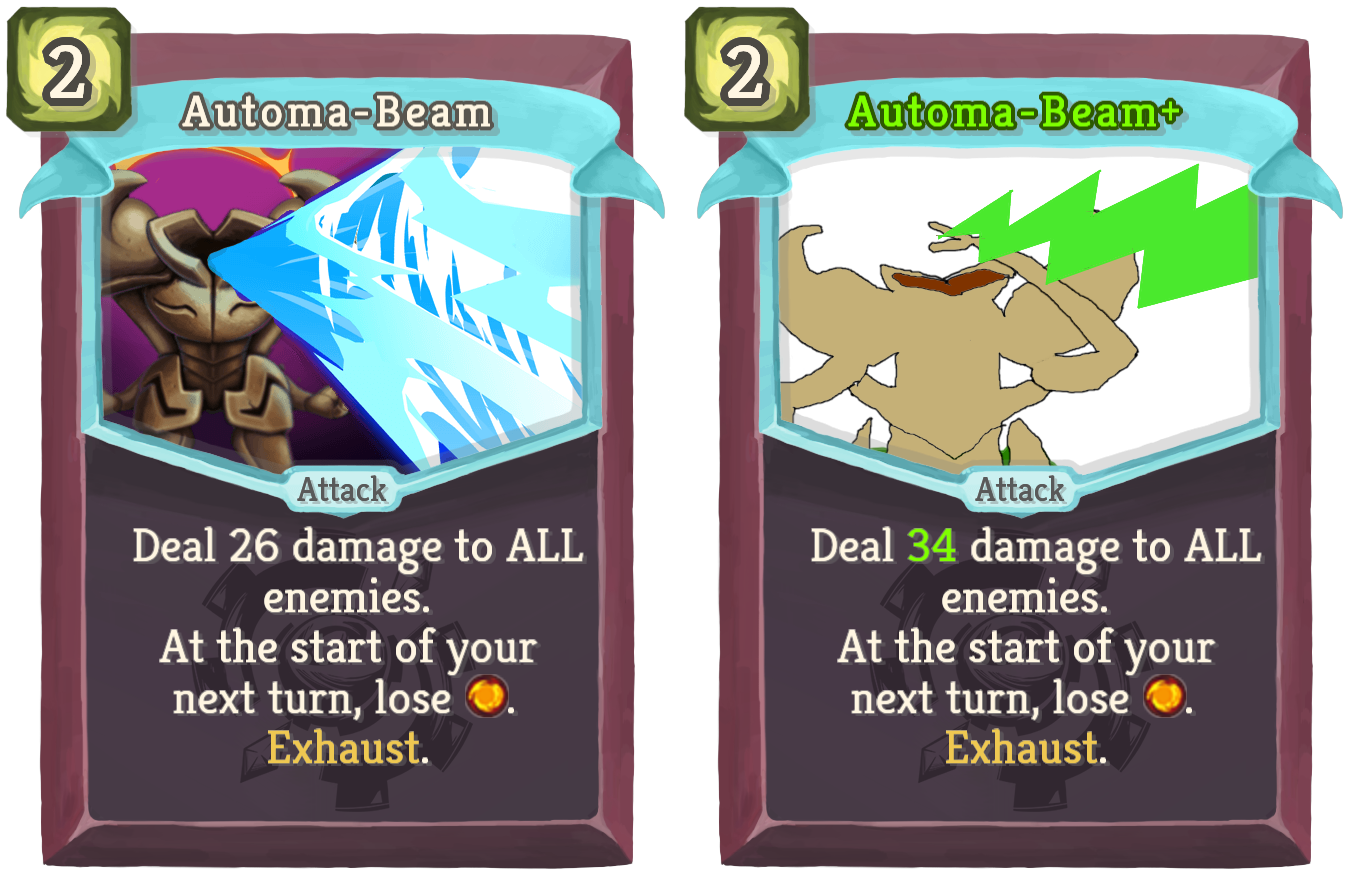 2
Automa-Beam
Attack
Deal 26 damage to ALL
enemies.
At the start of your
next turn, lose .
Exhaust.
2
Automa-Beam+
Attack
Deal 34 damage to ALL
enemies.
At the start of your
next turn, lose .
Exhaust.